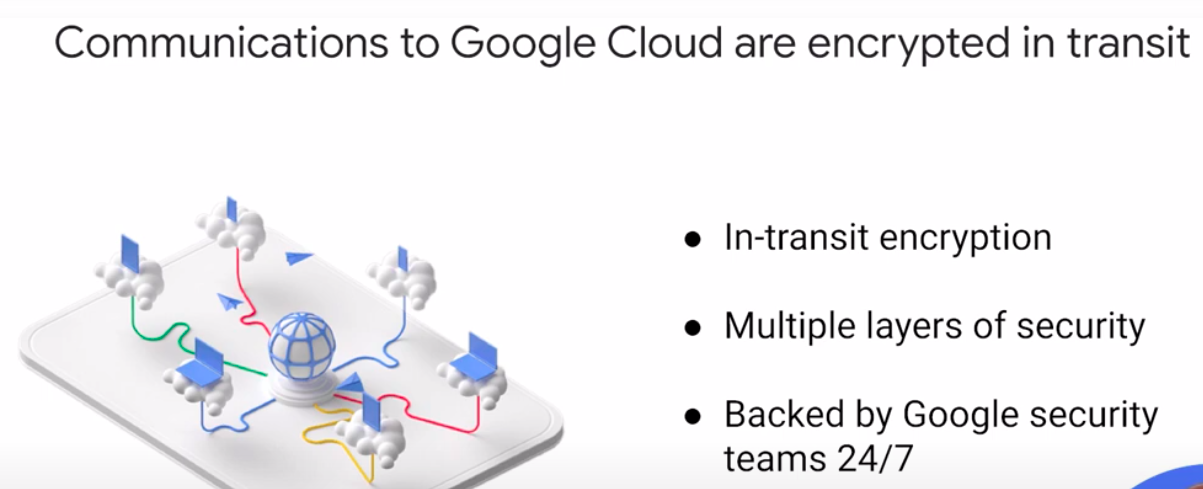 Communications to Google Cloud are encrypted in transit
● In-transit encryption
● Multiple layers of security
● Backed by Google security
teams 24/7